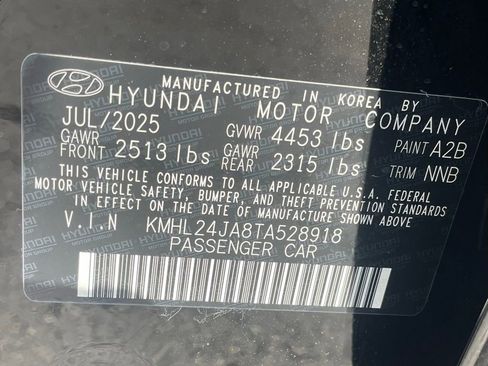 MANUFACTURED IN KOREA BY
HYUNDAI MOTOR COMPANY
JUL/2025 GVWR 4453 lbs PAINT A2B
GAWR FRONT 2513 lbs GAWR REAR 2315 lbs TRIM NNB
THIS VEHICLE CONFORMS TO ALL APPLICABLE U.S.A. FEDERAL
MOTOR VEHICLE SAFETY, BUMPER, AND THEFT PREVENTION STANDARDS
IN EFFECT ON THE DATE OF MANUFACTURE SHOWN ABOVE
V.I.N KMHL24JA8TA528918
PASSENGER CAR